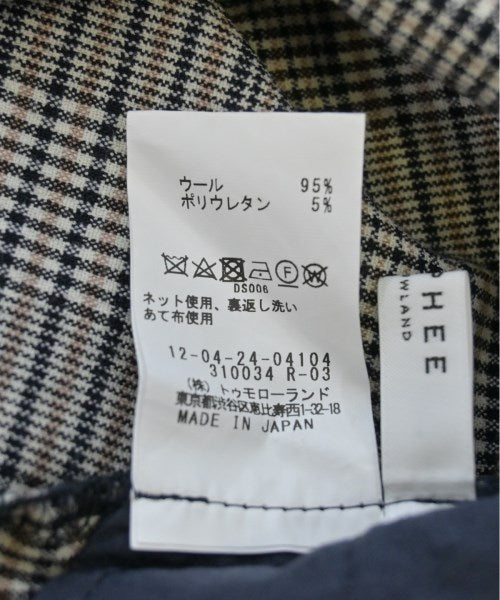 ウール 95%
ポリウレタン 5%
F W
DS006
ネット使用、裏返し洗い
あて布使用
12-04-24-04104
310034 R-03
(株)トゥモローランド
東京都渋谷区恵比寿西1-32-18
MADE IN JAPAN
HEE
WLAND